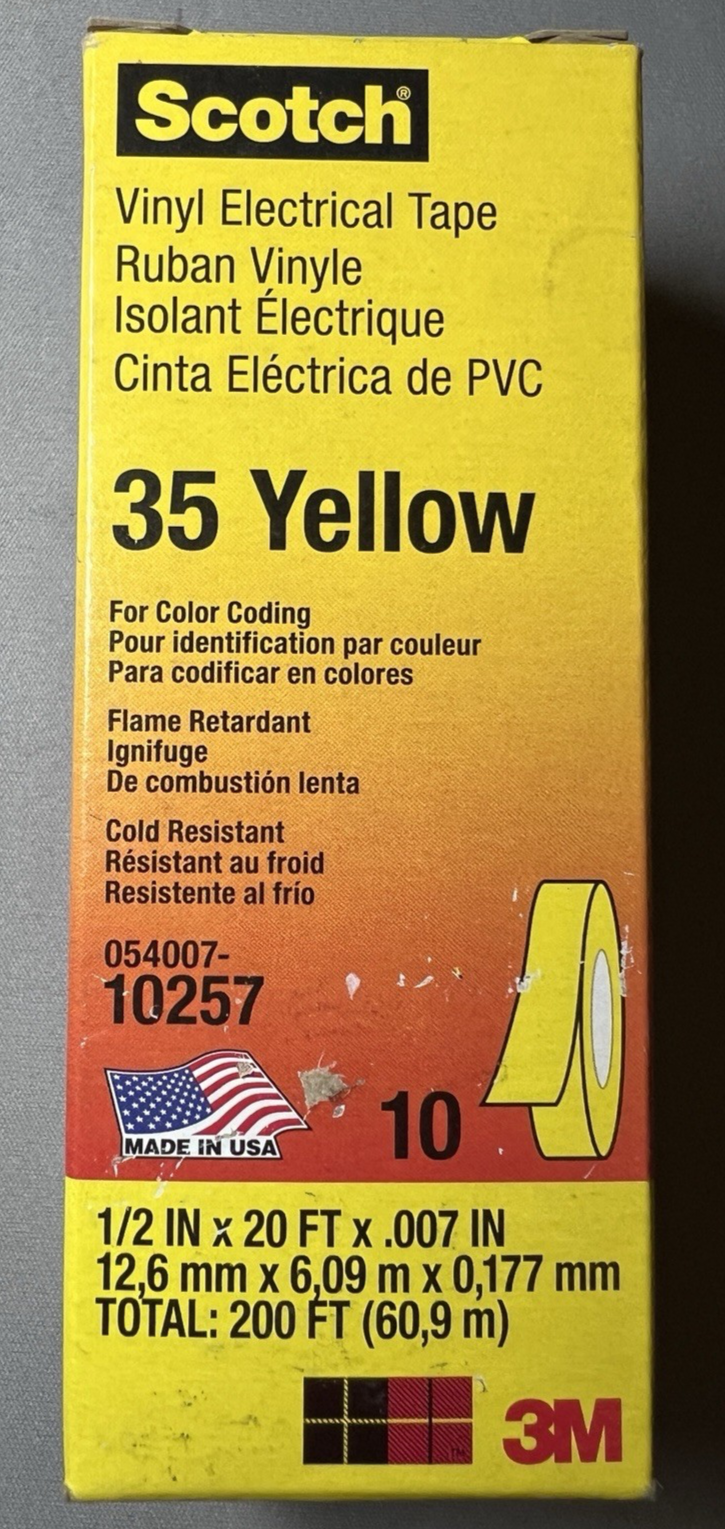 Scotch®
Vinyl Electrical Tape
Ruban Vinyle
Isolant Électrique
Cinta Eléctrica de PVC
35 Yellow
For Color Coding
Pour identification par couleur
Para codificar en colores
Flame Retardant
Ignifuge
De combustión lenta
Cold Resistant
Résistant au froid
Resistente al frío
054007-
10257
MADE IN USA
10
1/2 IN x 20 FT x .007 IN
12,6 mm x 6,09 m x 0,177 mm
TOTAL: 200 FT (60,9 m)
TM
3M